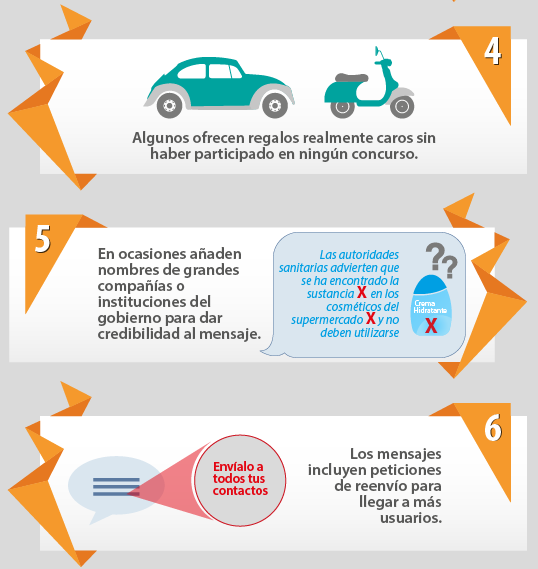 4
Algunos ofrecen regalos realmente caros sin
haber participado en ningún concurso.
5
En ocasiones añaden
nombres de grandes
compañías o
instituciones del
gobierno para dar
credibilidad al mensaje.
Las autoridades
sanitarias advierten que
se ha encontrado la
sustancia X en los
cosméticos del
supermercado X y no
deben utilizarse
??
Crema
Hidratante
X
6
Envíalo a
todos tus
contactos
Los mensajes
incluyen peticiones
de reenvío para
llegar a más
usuarios.